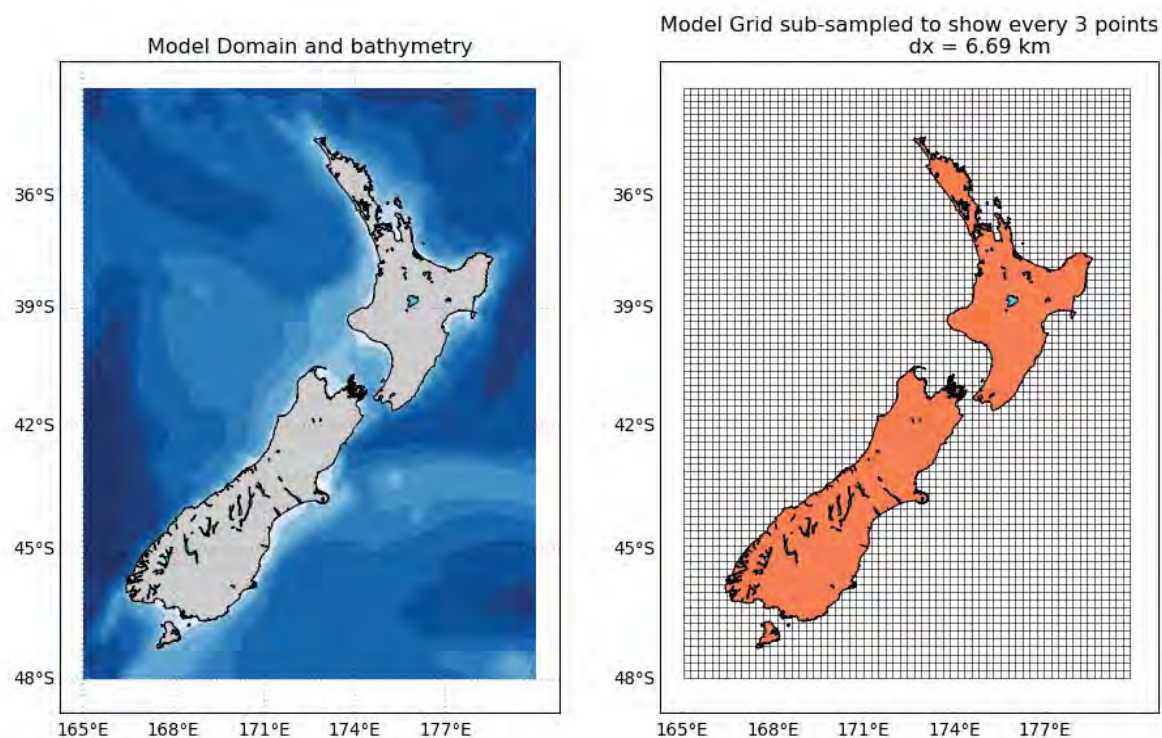 Model Domain and bathymetry
36°S
39°S
42°S
45°S
48°S
165°E 168°E 171°E 174°E 177°E
Model Grid sub-sampled to show every 3 points
dx = 6.69 km
36°S
39°S
42°S
45°S
48°S
165°E 168°E 171°E 174°E 177°E